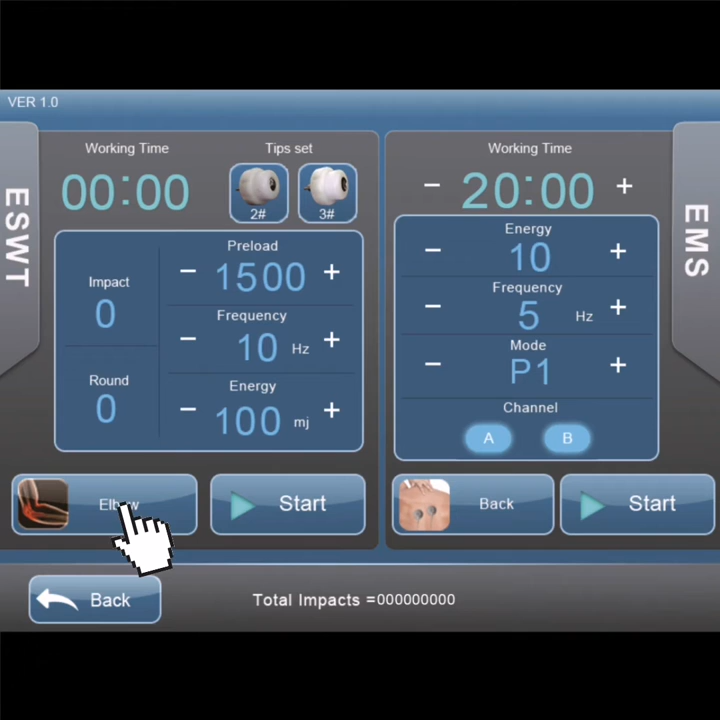 VER 1.0
ESWT
Working Time
00:00
Tips set
2#
3#
Impact
0
Round
0
Preload
- 1500 +
Frequency
- 10 Hz +
Energy
- 100 mj +
Elbow
Start
Working Time
- 20:00 +
Energy
- 10 +
Frequency
- 5 Hz +
Mode
- P1 +
Channel
A B
Back
Start
EMS
Back
Total Impacts =000000000